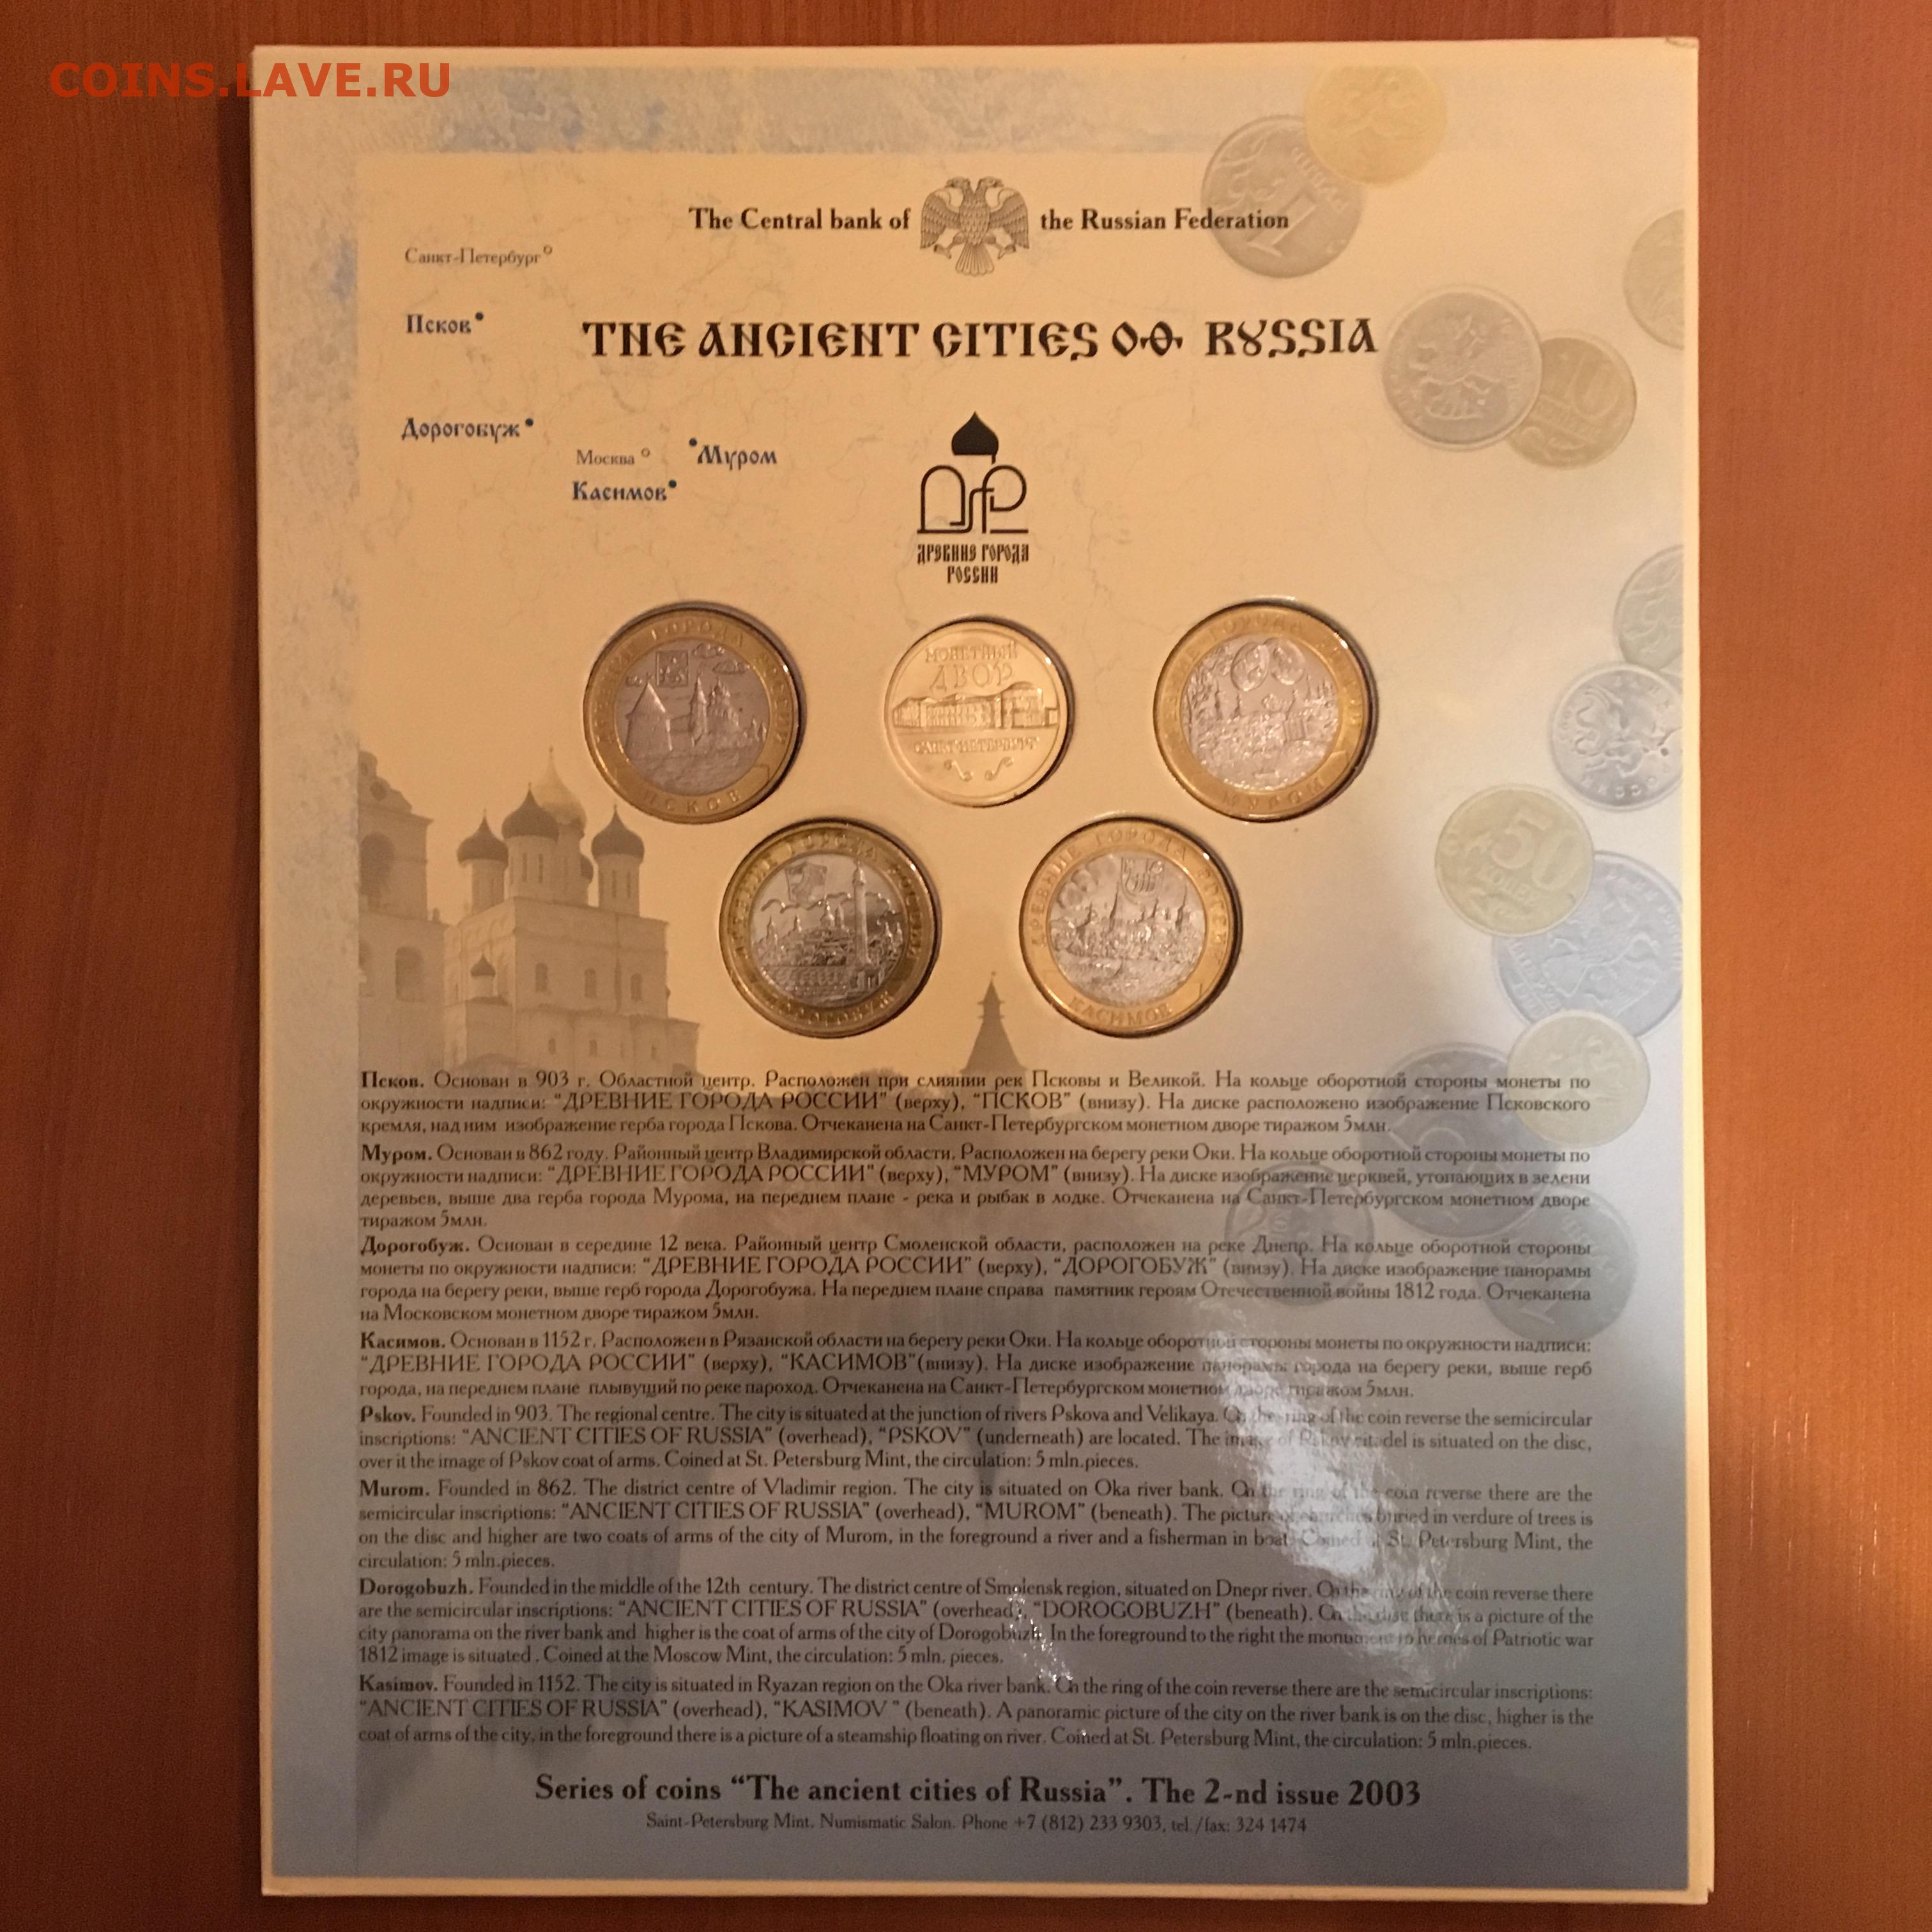 COINS.LAVE.RU
The Central bank of the Russian Federation
Санкт-Петербург
Псков
THE ANCIENT CITIES OF RUSSIA
Дорогобуж
Москва
Муром
Касимов
ДРЕВНИЕ ГОРОДА
РОССИИ
ДРЕВНИЕ ГОРОДА РОССИИ
ПСКОВ
МОНЕТНЫЙ
ДВОР
САНКТ-ПЕТЕРБУРГ
ДРЕВНИЕ ГОРОДА
МУРОМ
ДРЕВНИЕ ГОРОДА РОССИИ
ДОРОГОБУЖ
ДРЕВНИЕ ГОРОДА РОССИИ
КАСИМОВ
1
РУБЛЬ
10
50
КОПЕЕК
Псков. Основан в 903 г. Областной центр. Расположен при слиянии рек Псковы и Великой. На кольце оборотной стороны монеты по
окружности надписи: “ДРЕВНИЕ ГОРОДА РОССИИ” (верху), “ПСКОВ” (внизу). На диске расположено изображение Псковского
кремля, над ним изображение герба города Пскова. Отчеканена на Санкт-Петербургском монетном дворе тиражом 5млн.
Муром. Основан в 862 году. Районный центр Владимирской области. Расположен на берегу реки Оки. На кольце оборотной стороны монеты по
окружности надписи: “ДРЕВНИЕ ГОРОДА РОССИИ” (верху), “МУРОМ” (внизу). На диске изображение церквей, утопающих в зелени
деревьев, выше два герба города Мурома, на переднем плане - река и рыбак в лодке. Отчеканена на Санкт-Петербургском монетном дворе
тиражом 5млн.
Дорогобуж. Основан в середине 12 века. Районный центр Смоленской области, расположен на реке Днепр. На кольце оборотной стороны
монеты по окружности надписи: “ДРЕВНИЕ ГОРОДА РОССИИ” (верху), “ДОРОГОБУЖ” (внизу). На диске изображение панорамы
города на берегу реки, выше герб города Дорогобужа. На переднем плане справа памятник героям Отечественной войны 1812 года. Отчеканена
на Московском монетном дворе тиражом 5млн.
Касимов. Основан в 1152 г. Расположен в Рязанской области на берегу реки Оки. На кольце оборотной стороны монеты по окружности надписи:
“ДРЕВНИЕ ГОРОДА РОССИИ” (верху), “КАСИМОВ”(внизу). На диске изображение панорамы города на берегу реки, выше герб
города, на переднем плане плывущий по реке пароход. Отчеканена на Санкт-Петербургском монетном дворе тиражом 5млн.
Pskov. Founded in 903. The regional centre. The city is situated at the junction of rivers Pskova and Velikaya. On the ring of the coin reverse the semicircular
inscriptions: “ANCIENT CITIES OF RUSSIA” (overhead), “PSKOV” (underneath) are located. The image of Pskov citadel is situated on the disc,
over it the image of Pskov coat of arms. Coined at St. Petersburg Mint, the circulation: 5 mln.pieces.
Murom. Founded in 862. The district centre of Vladimir region. The city is situated on Oka river bank. On the ring of the coin reverse there are the
semicircular inscriptions: “ANCIENT CITIES OF RUSSIA” (overhead), “MUROM” (beneath). The picture of churches buried in verdure of trees is
on the disc and higher are two coats of arms of the city of Murom, in the foreground a river and a fisherman in boat. Coined at St. Petersburg Mint, the
circulation: 5 mln.pieces.
Dorogobuzh. Founded in the middle of the 12th century. The district centre of Smolensk region, situated on Dnepr river. On the ring of the coin reverse there
are the semicircular inscriptions: “ANCIENT CITIES OF RUSSIA” (overhead), “DOROGOBUZH” (beneath). On the disc there is a picture of the
city panorama on the river bank and higher is the coat of arms of the city of Dorogobuzh. In the foreground to the right the monument to heroes of Patriotic war
1812 image is situated . Coined at the Moscow Mint, the circulation: 5 mln. pieces.
Kasimov. Founded in 1152. The city is situated in Ryazan region on the Oka river bank. On the ring of the coin reverse there are the semicircular inscriptions:
“ANCIENT CITIES OF RUSSIA” (overhead), “KASIMOV ” (beneath). A panoramic picture of the city on the river bank is on the disc, higher is the
coat of arms of the city, in the foreground there is a picture of a steamship floating on river. Coined at St. Petersburg Mint, the circulation: 5 mln.pieces.
Series of coins “The ancient cities of Russia”. The 2-nd issue 2003
Saint-Petersburg Mint. Numismatic Salon. Phone +7 (812) 233 9303, tel./fax: 324 1474